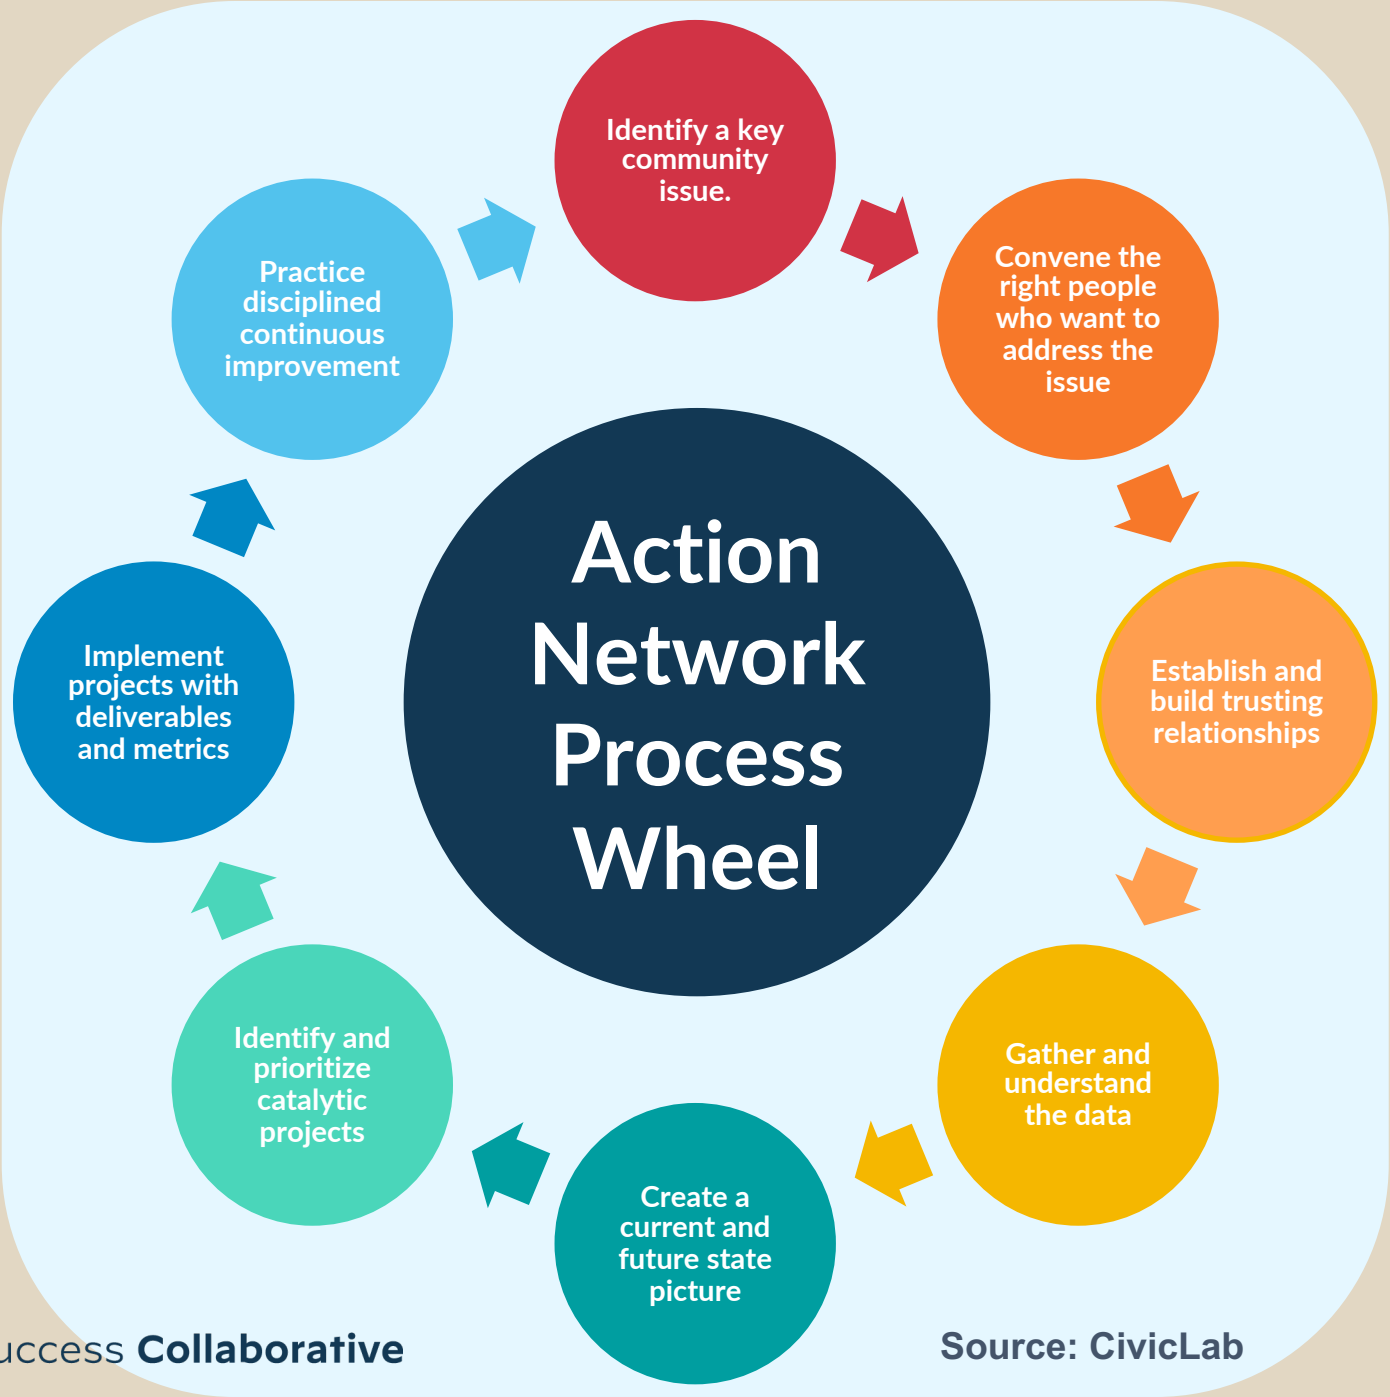 Identify a key
community
issue.
Convene the
right people
who want to
address the
issue
Establish and
build trusting
relationships
Gather and
understand
the data
Create a
current and
future state
picture
Identify and
prioritize
catalytic
projects
Implement
projects with
deliverables
and metrics
Practice
disciplined
continuous
improvement
Action
Network
Process
Wheel
Collaborative
Source: CivicLab